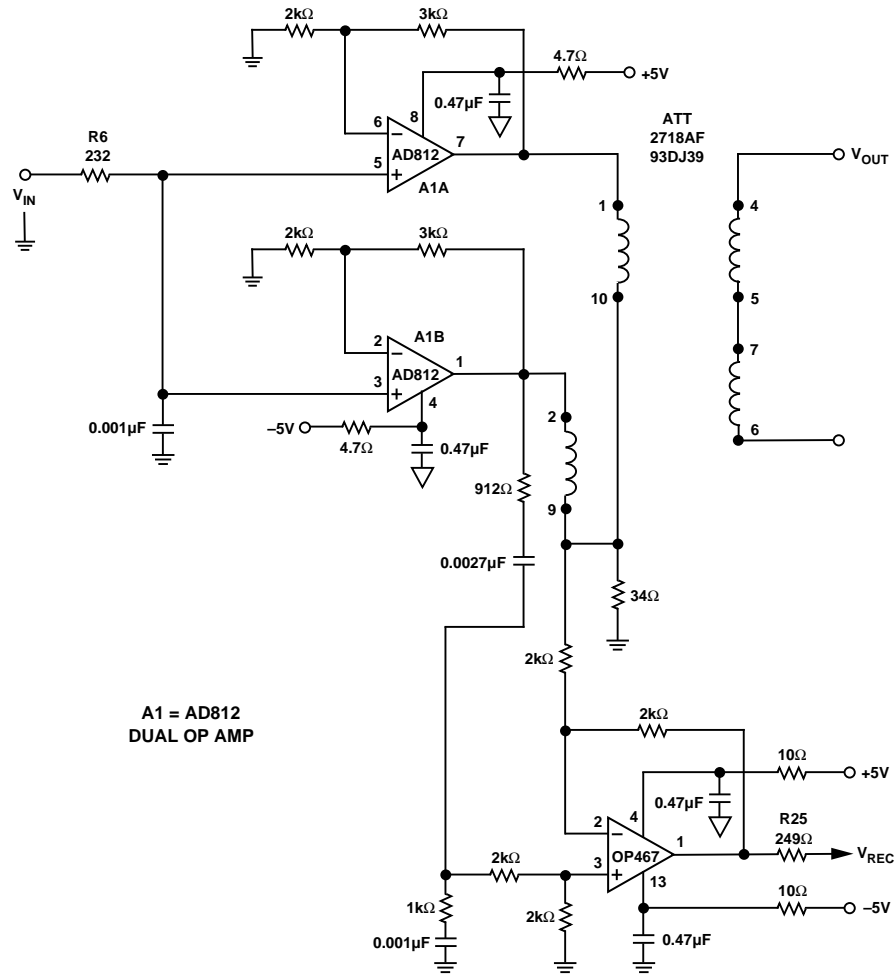 2kΩ
3kΩ
4.7Ω
+5V
0.47µF
8
ATT
2718AF
93DJ39
R6
232
6
7
AD812
5
A1A
VIN
VOUT
1
4
2kΩ
3kΩ
10
5
A1B
7
2
1
AD812
3
4
2
6
0.001µF
–5V
4.7Ω
0.47µF
912Ω
9
0.0027µF
34Ω
2kΩ
A1 = AD812
DUAL OP AMP
2kΩ
10Ω
+5V
0.47µF
4
R25
249Ω
2
1
OP467
VREC
2kΩ
3
13
10Ω
–5V
1kΩ
2kΩ
0.001µF
0.47µF